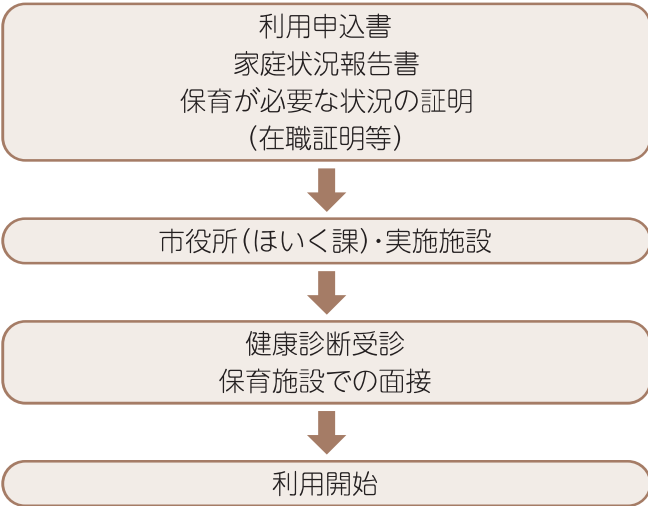 利用申込書
家庭状況報告書
保育が必要な状況の証明
(在職証明等)
市役所(ほいく課)・実施施設
健康診断受診
保育施設での面接
利用開始